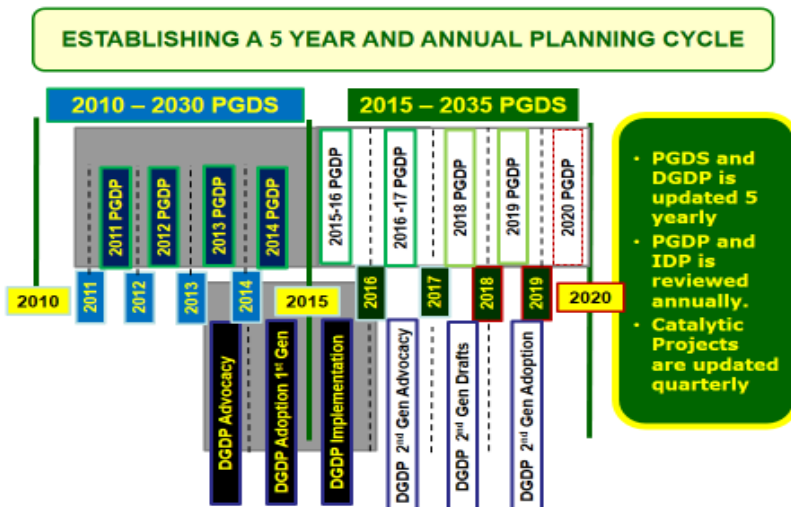 ESTABLISHING A 5 YEAR AND ANNUAL PLANNING CYCLE
2010 – 2030 PGDS
2015 – 2035 PGDS
2011 PGDP
2012 PGDP
2013 PGDP
2014 PGDP
2015-16 PGDP
2016 -17 PGDP
2018 PGDP
2019 PGDP
2020 PGDP
2010
2011
2012
2013
2014
2015
2016
2017
2018
2019
2020
DGDP Advocacy
DGDP Adoption 1st Gen
DGDP Implementation
DGDP 2nd Gen Advocacy
DGDP 2nd Gen Drafts
DGDP 2nd Gen Adoption
• PGDS and
DGDP is
updated 5
yearly
• PGDP and
IDP is
reviewed
annually.
• Catalytic
Projects
are updated
quarterly